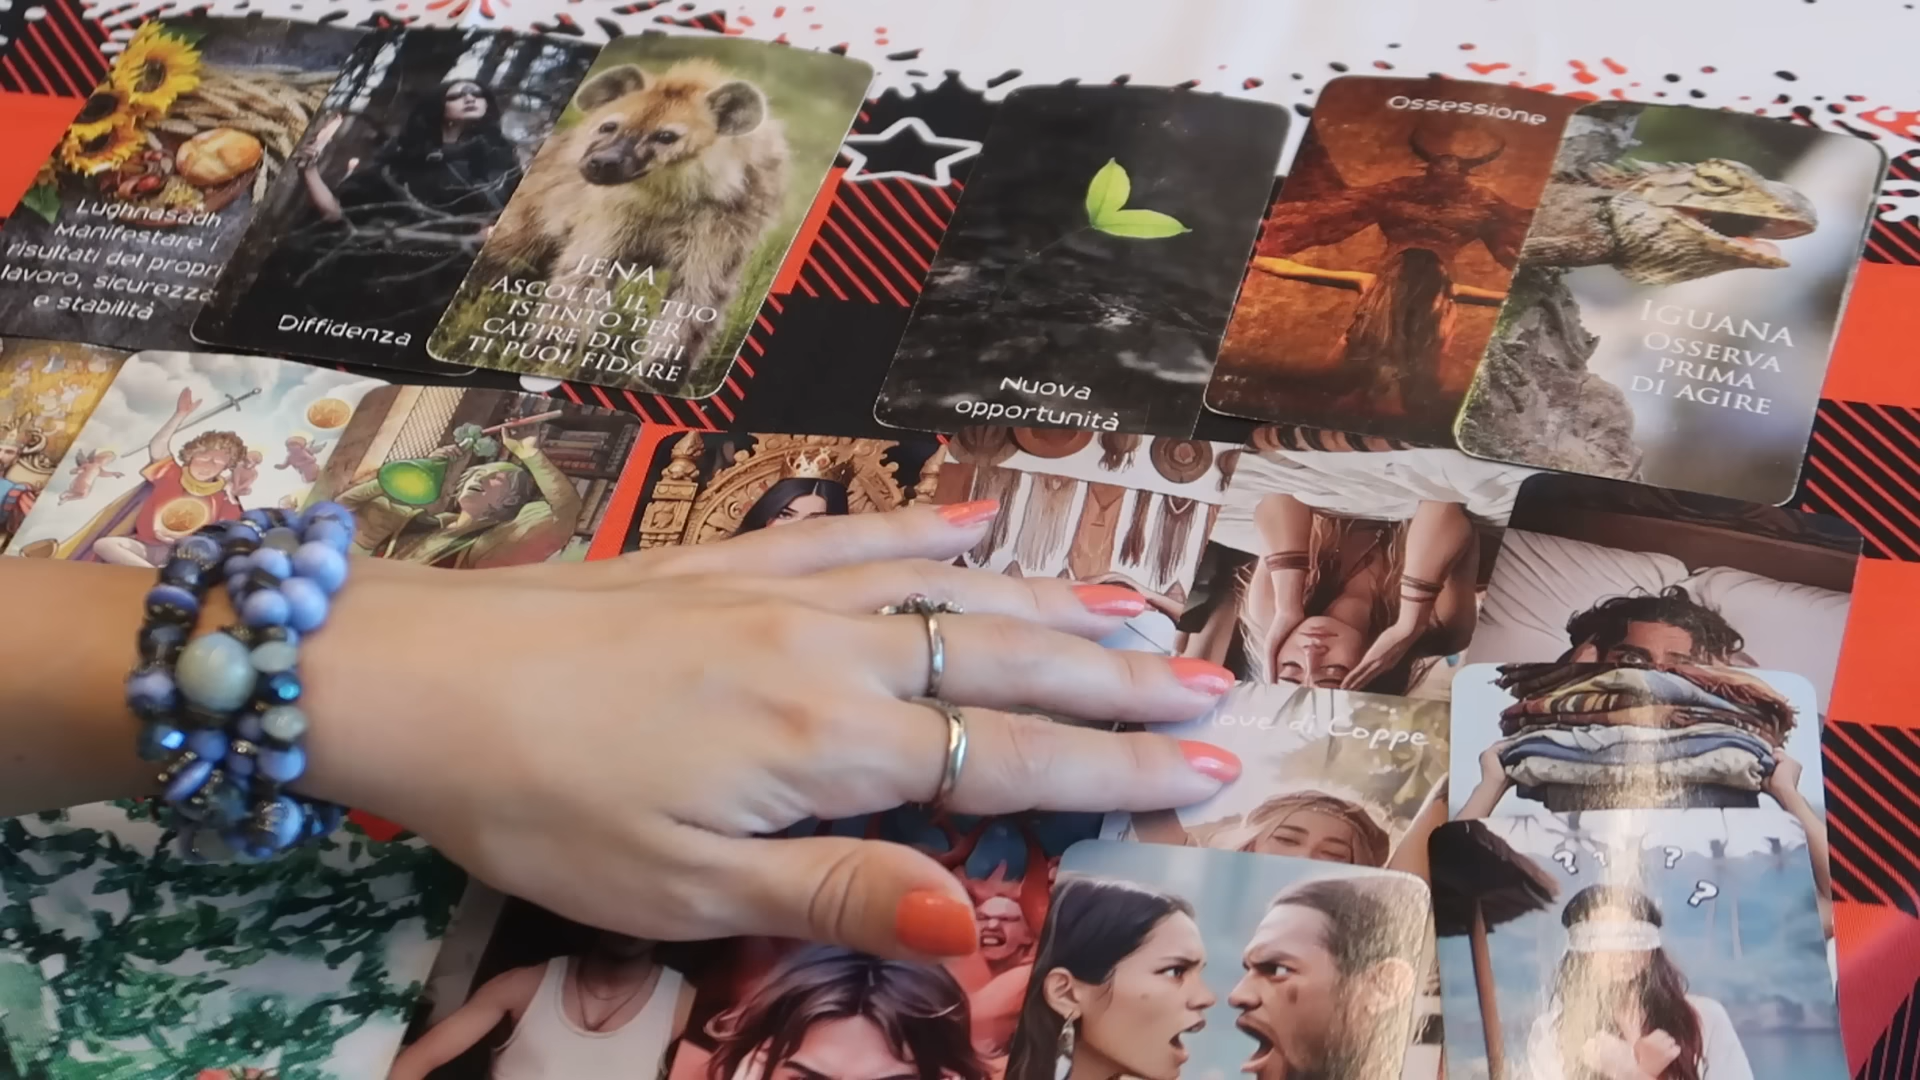 Lughnasadh
Manifestare i
risultati del propri
lavoro, sicurezza
e stabilità
Diffidenza
IENA
ASCOLTA IL TUO
ISTINTO PER
CAPIRE DI CHI
TI PUOI FIDARE
Nuova
opportunità
Ossessione
IGUANA
OSSERVA
PRIMA
DI AGIRE
di Coppe
? ? ? ?